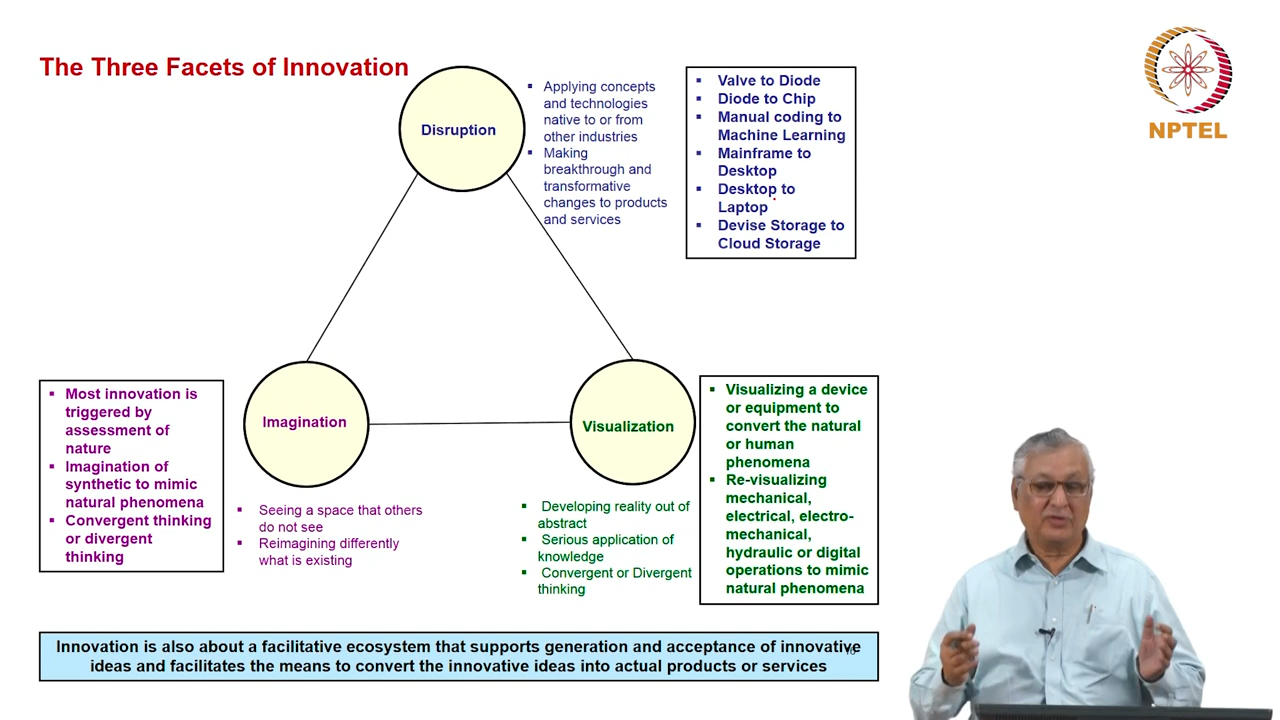 The Three Facets of Innovation
Disruption
▪ Applying concepts
and technologies
native to or from
other industries
▪ Making
breakthrough and
transformative
changes to products
and services
▪ Valve to Diode
▪ Diode to Chip
▪ Manual coding to
Machine Learning
▪ Mainframe to
Desktop
▪ Desktop to
Laptop
▪ Devise Storage to
Cloud Storage
NPTEL
▪ Most innovation is
triggered by
assessment of
nature
▪ Imagination of
synthetic to mimic
natural phenomena
▪ Convergent thinking
or divergent
thinking
Imagination
▪ Seeing a space that others
do not see
▪ Reimagining differently
what is existing
Visualization
▪ Developing reality out of
abstract
▪ Serious application of
knowledge
▪ Convergent or Divergent
thinking
▪ Visualizing a device
or equipment to
convert the natural
or human
phenomena
▪ Re-visualizing
mechanical,
electrical, electro-
mechanical,
hydraulic or digital
operations to mimic
natural phenomena
Innovation is also about a facilitative ecosystem that supports generation and acceptance of innovative
ideas and facilitates the means to convert the innovative ideas into actual products or services